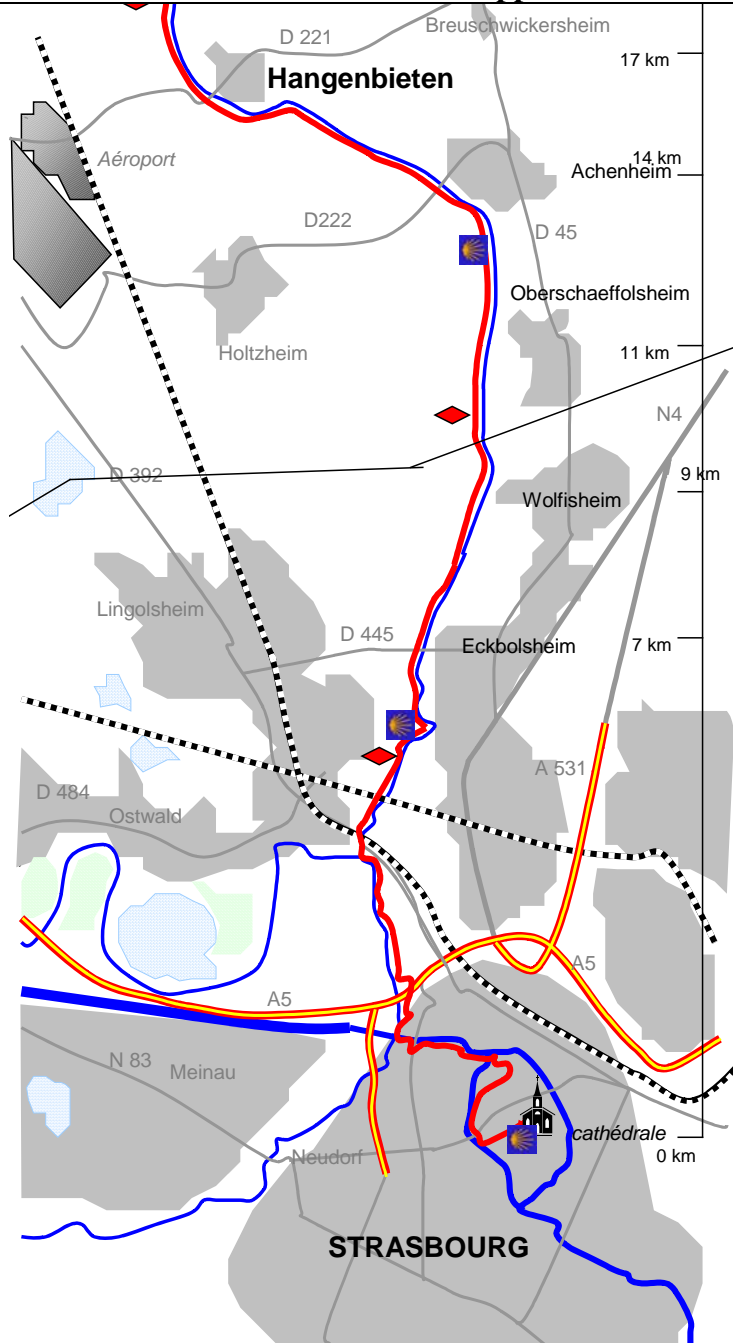 Breuschwickersheim
D 221
17 km
Hangenbieten
Aéroport
14 km
Achenheim
D222
D 45
Oberschaeffolsheim
11 km
Holtzheim
N4
D 392
9 km
Wolfisheim
Lingolsheim
D 445
7 km
Eckbolsheim
A 531
D 484
Ostwald
A5
A5
N 83
Meinau
cathédrale
Neudorf
0 km
STRASBOURG